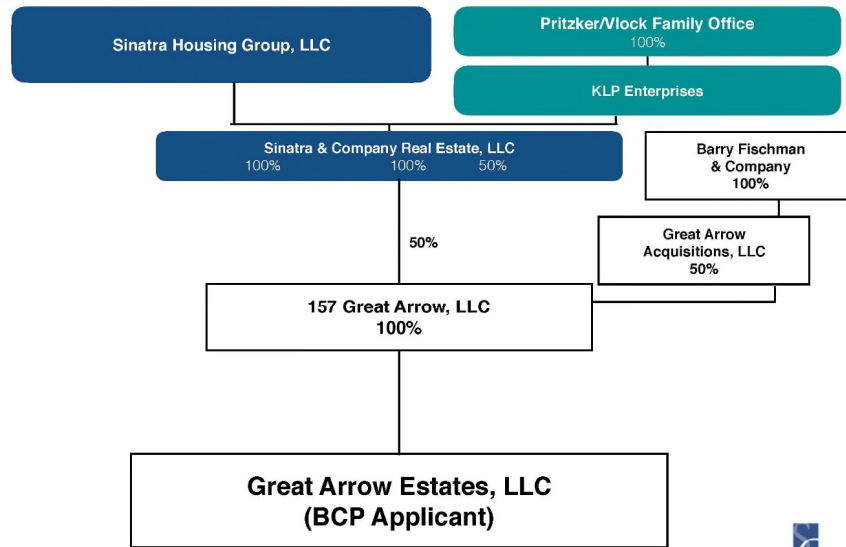 Sinatra Housing Group, LLC
Pritzker/Vlock Family Office
100%
KLP Enterprises
Sinatra & Company Real Estate, LLC
100% 100% 50%
Barry Fischman
& Company
100%
50%
Great Arrow
Acquisitions, LLC
50%
157 Great Arrow, LLC
100%
Great Arrow Estates, LLC
(BCP Applicant)